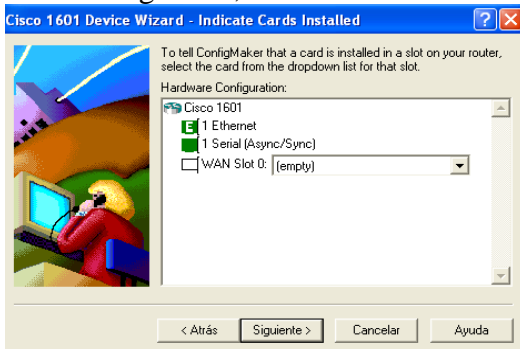 Cisco 1601 Device Wizard - Indicate Cards Installed
To tell ConfigMaker that a card is installed in a slot on your router,
select the card from the dropdown list for that slot.
Hardware Configuration:
Cisco 1601
E 1 Ethernet
1 Serial (Async/Sync)
WAN Slot 0: (empty)
< Atrás Siguiente > Cancelar Ayuda